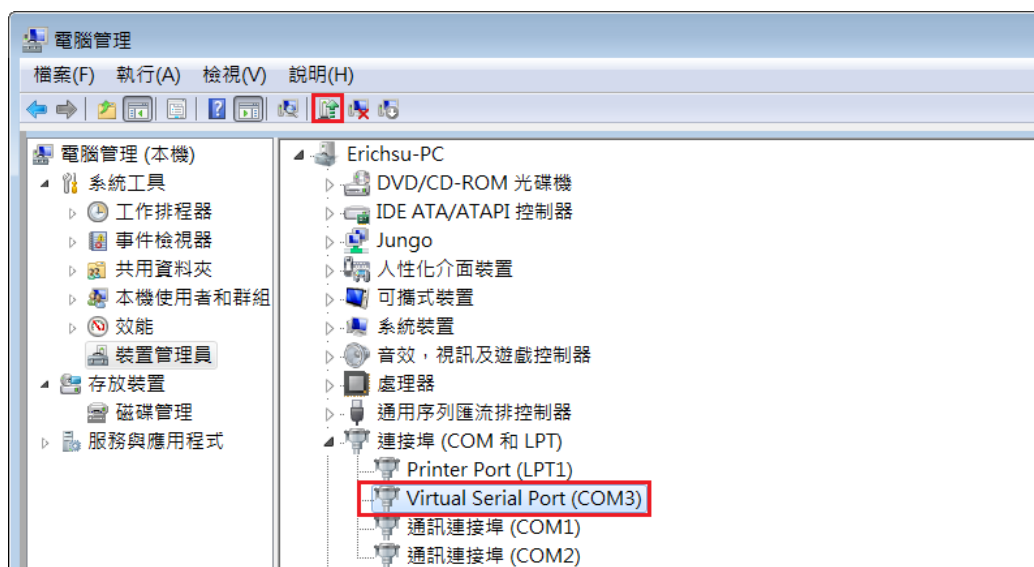 電腦管理
檔案(F) 執行(A) 檢視(V) 說明(H)
電腦管理 (本機)
系統工具
工作排程器
事件檢視器
共用資料夾
本機使用者和群組
效能
裝置管理員
存放裝置
磁碟管理
服務與應用程式
Erichsu-PC
DVD/CD-ROM 光碟機
IDE ATA/ATAPI 控制器
Jungo
人性化介面裝置
可攜式裝置
系統裝置
音效，視訊及遊戲控制器
處理器
通用序列匯流排控制器
連接埠 (COM 和 LPT)
Printer Port (LPT1)
Virtual Serial Port (COM3)
通訊連接埠 (COM1)
通訊連接埠 (COM2)